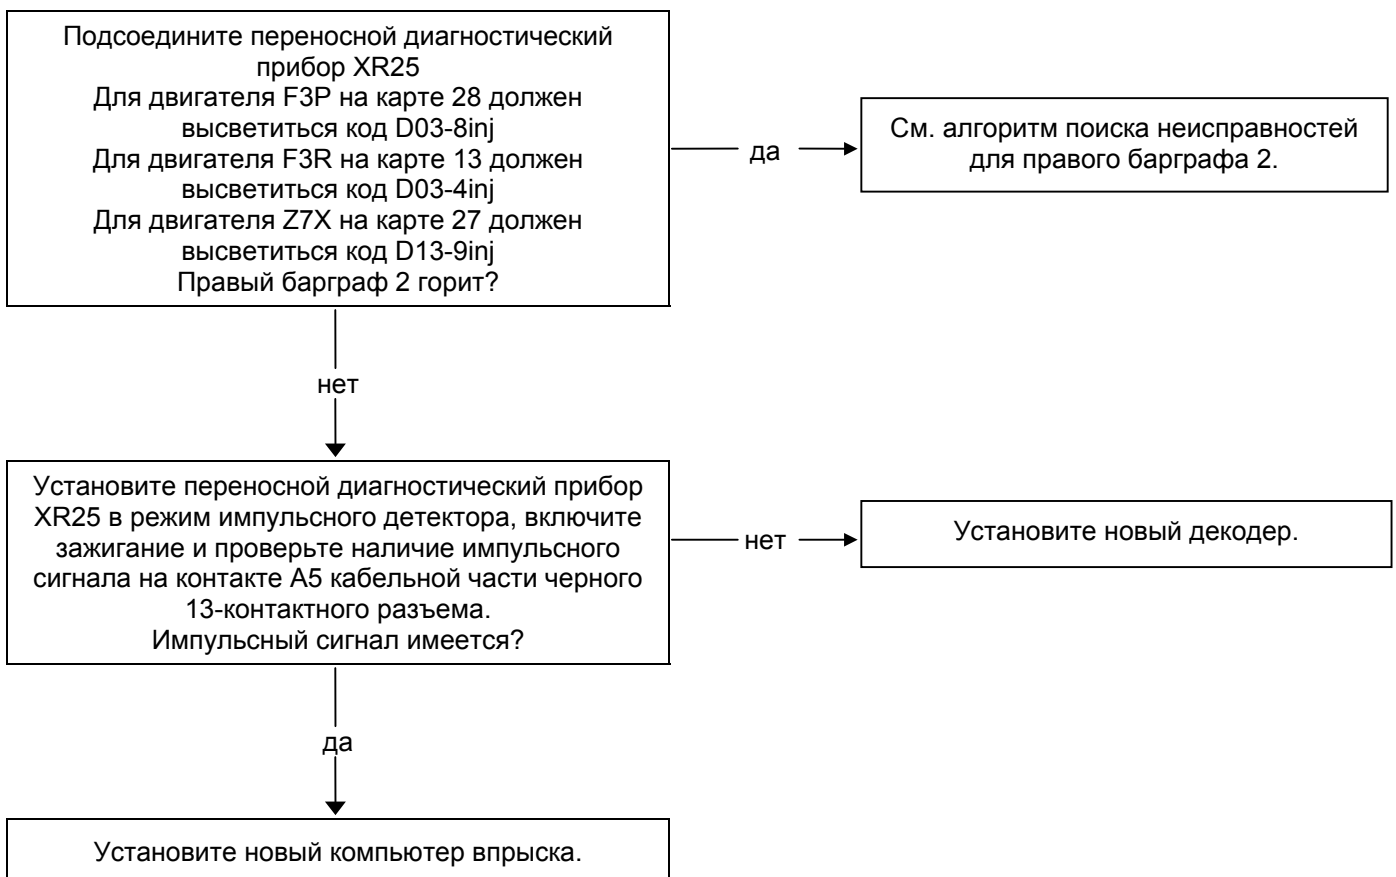 Подсоедините переносной диагностический
прибор XR25
Для двигателя F3P на карте 28 должен
высветиться код D03-8inj
Для двигателя F3R на карте 13 должен
высветиться код D03-4inj
Для двигателя Z7X на карте 27 должен
высветиться код D13-9inj
Правый барграф 2 горит?
да
См. алгоритм поиска неисправностей
для правого барграфа 2.
нет
Установите переносной диагностический прибор
XR25 в режим импульсного детектора, включите
зажигание и проверьте наличие импульсного
сигнала на контакте А5 кабельной части черного
13-контактного разъема.
Импульсный сигнал имеется?
нет
Установите новый декодер.
да
Установите новый компьютер впрыска.